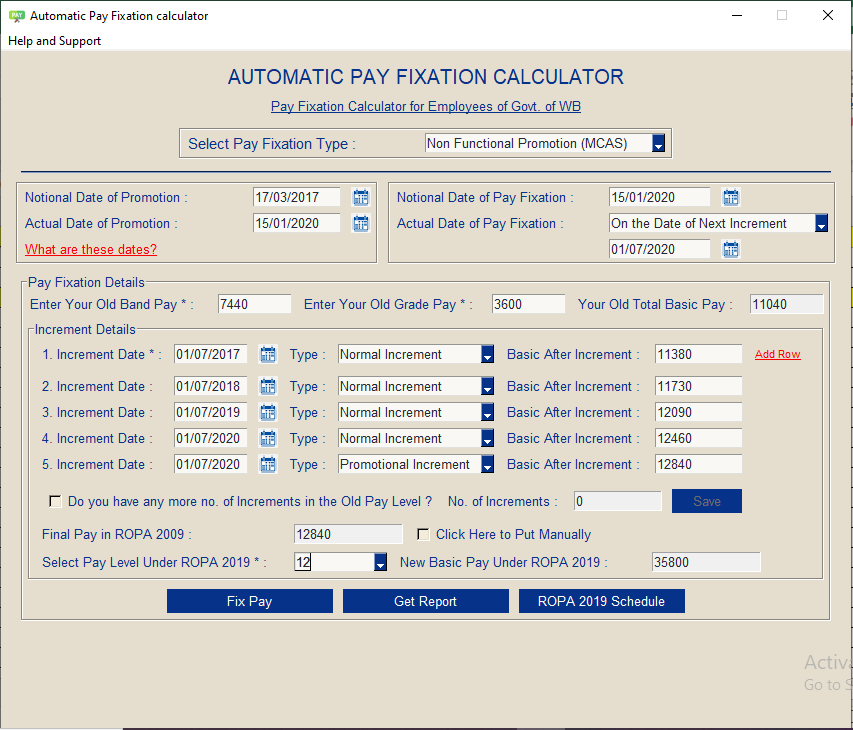 Automatic Pay Fixation calculator
Help and Support
AUTOMATIC PAY FIXATION CALCULATOR
Pay Fixation Calculator for Employees of Govt. of WB
Select Pay Fixation Type : Non Functional Promotion (MCAS)
Notional Date of Promotion : 17/03/2017 Notional Date of Pay Fixation : 15/01/2020
Actual Date of Promotion : 15/01/2020 Actual Date of Pay Fixation : On the Date of Next Increment
What are these dates? 01/07/2020
Pay Fixation Details
Enter Your Old Band Pay * : 7440 Enter Your Old Grade Pay * : 3600 Your Old Total Basic Pay : 11040
Increment Details
1. Increment Date * : 01/07/2017 Type : Normal Increment Basic After Increment : 11380 Add Row
2. Increment Date : 01/07/2018 Type : Normal Increment Basic After Increment : 11730
3. Increment Date : 01/07/2019 Type : Normal Increment Basic After Increment : 12090
4. Increment Date : 01/07/2020 Type : Normal Increment Basic After Increment : 12460
5. Increment Date : 01/07/2020 Type : Promotional Increment Basic After Increment : 12840
Do you have any more no. of Increments in the Old Pay Level ? No. of Increments : 0 Save
Final Pay in ROPA 2009 : 12840 Click Here to Put Manually
Select Pay Level Under ROPA 2019 * : 12 New Basic Pay Under ROPA 2019 : 35800
Fix Pay Get Report ROPA 2019 Schedule
Activa
Go to S